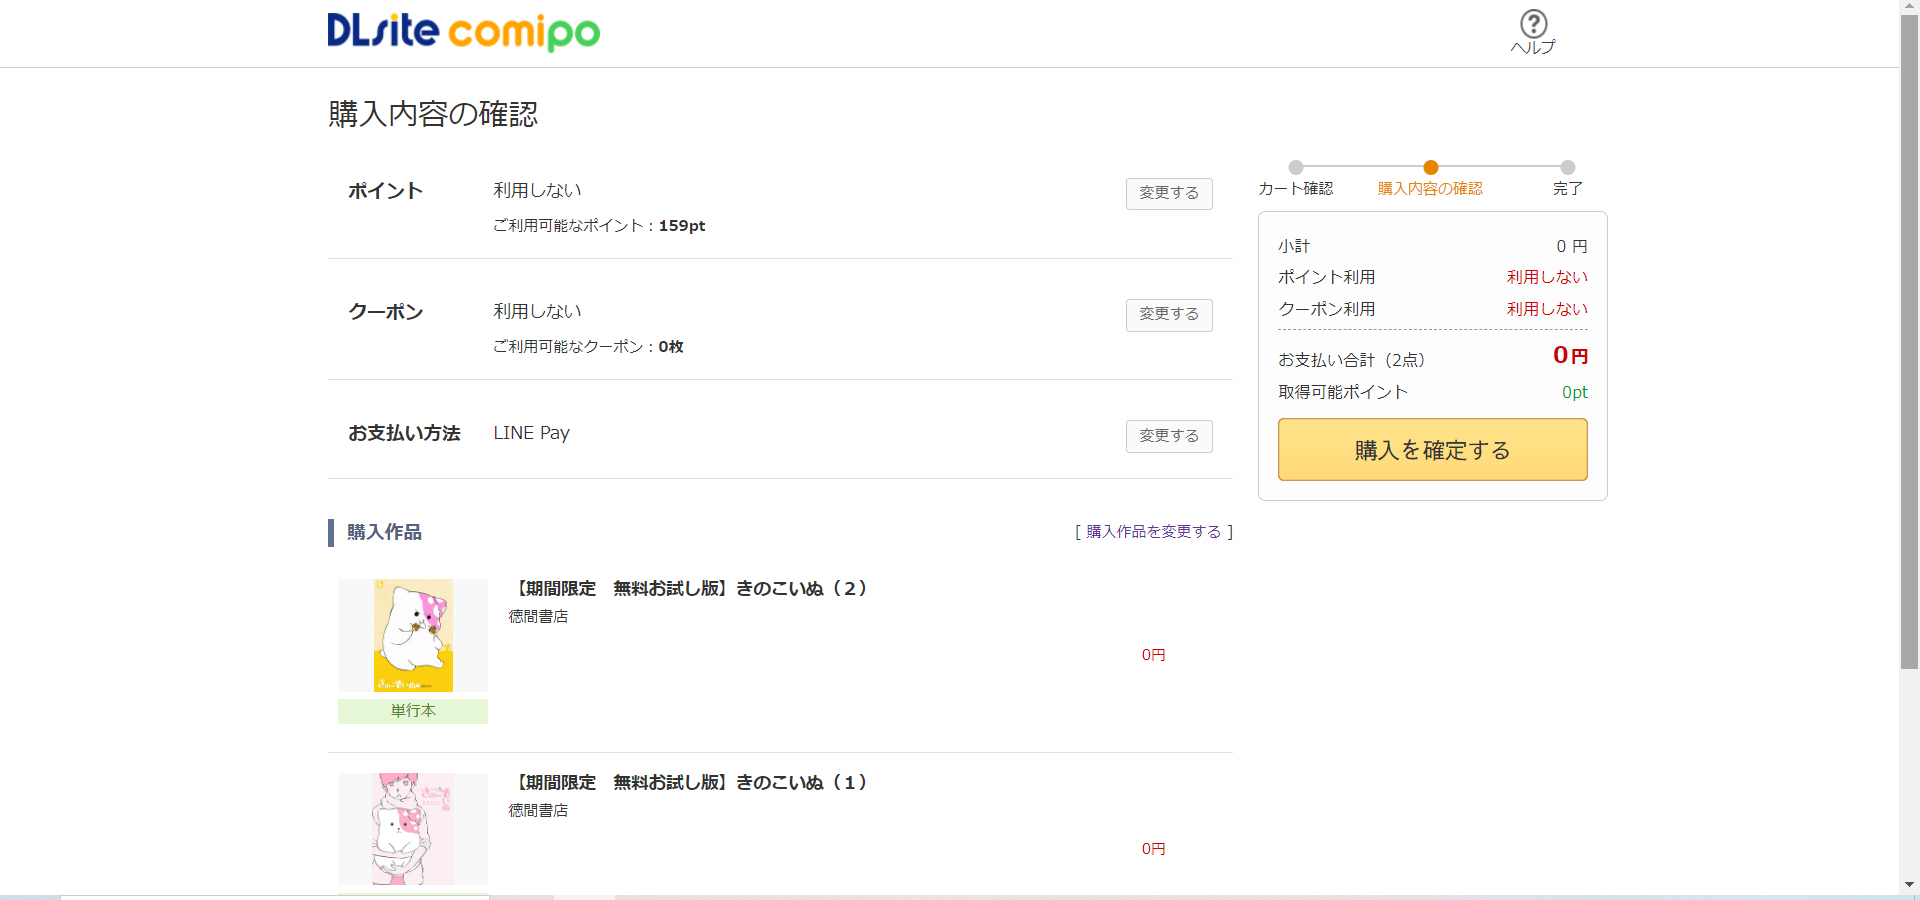 DLsite comipo
ヘルプ
購入内容の確認
ポイント
利用しない
変更する
ご利用可能なポイント：159pt
クーポン
利用しない
変更する
ご利用可能なクーポン：0枚
お支払い方法
LINE Pay
変更する
カート確認
購入内容の確認
完了
小計
0 円
ポイント利用
利用しない
クーポン利用
利用しない
お支払い合計（2点）
0円
取得可能ポイント
0pt
購入を確定する
購入作品
[ 購入作品を変更する ]
【期間限定　無料お試し版】きのこいぬ（２）
徳間書店
0円
きのこいぬ
単行本
【期間限定　無料お試し版】きのこいぬ（１）
徳間書店
0円
きのこいぬ